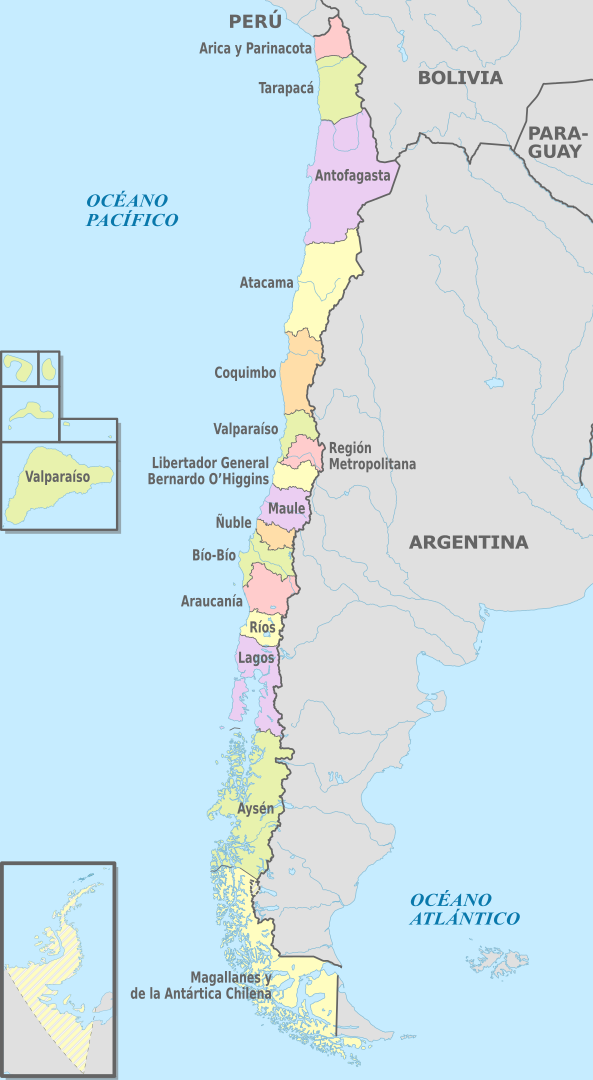 PERÚ
Arica y Parinacota
BOLIVIA
Tarapacá
PARA-
GUAY
Antofagasta
OCÉANO
PACÍFICO
Atacama
Coquimbo
Valparaíso
Región
Metropolitana
Libertador General
Bernardo O’Higgins
Valparaíso
Maule
Ñuble
ARGENTINA
Bío-Bío
Araucanía
Ríos
Lagos
Aysén
OCÉANO
ATLÁNTICO
Magallanes y
de la Antártica Chilena